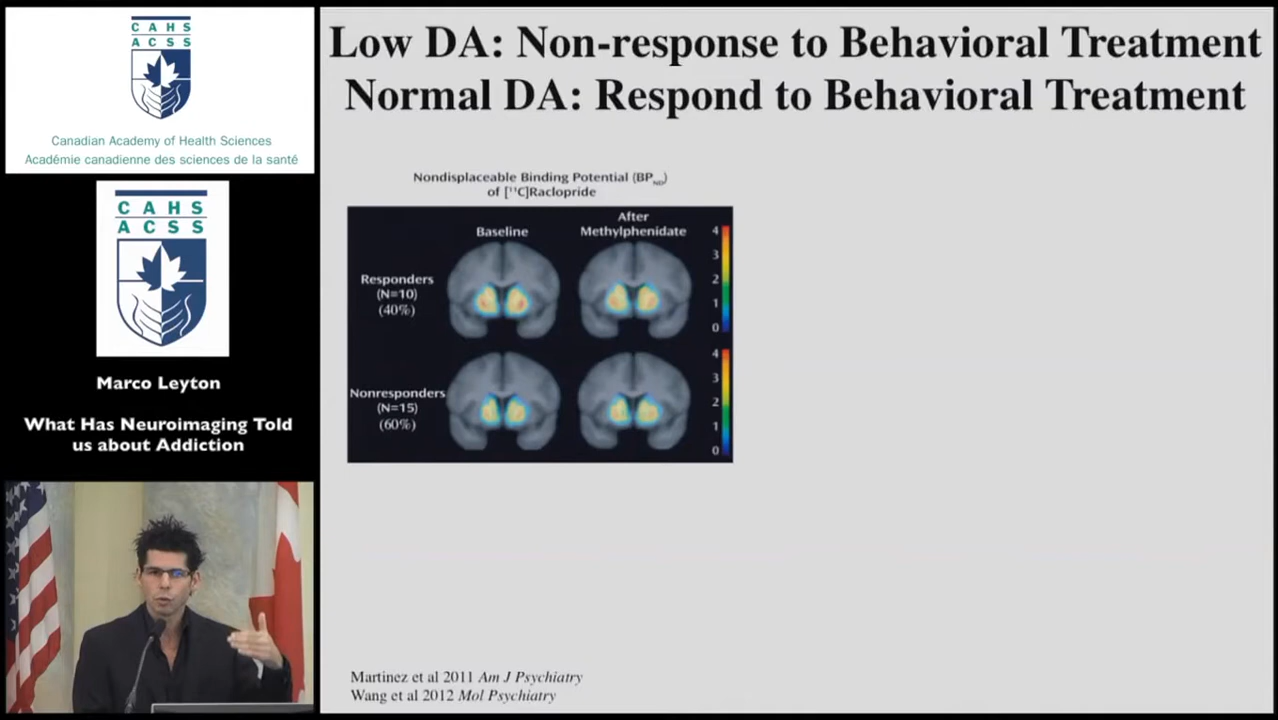 CAHS
ACSS
Canadian Academy of Health Sciences
Académie canadienne des sciences de la santé
CAHS
ACSS
Marco Leyton
What Has Neuroimaging Told
us about Addiction
Low DA: Non-response to Behavioral Treatment
Normal DA: Respond to Behavioral Treatment
Nondisplaceable Binding Potential (BPND)
of [¹¹C]Raclopride
Baseline
After
Methylphenidate
Responders
(N=10)
(40%)
4
3
2
1
0
Nonresponders
(N=15)
(60%)
4
3
2
1
0
Martinez et al 2011 Am J Psychiatry
Wang et al 2012 Mol Psychiatry